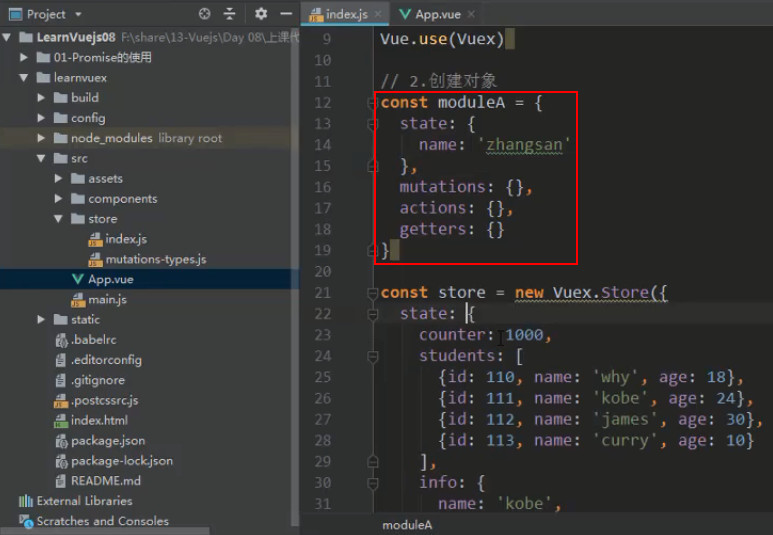 Project
LearnVuejs08 F:\share\13-Vuejs\Day 08\上课代
01-Promise的使用
learnvuex
build
config
node_modules library root
src
assets
components
store
index.js
mutations-types.js
App.vue
main.js
static
.babelrc
.editorconfig
.gitignore
.postcssrc.js
index.html
package.json
package-lock.json
README.md
External Libraries
Scratches and Consoles
index.js
App.vue
9 Vue.use(Vuex)
10
11 // 2.创建对象
12 const moduleA = {
13 state: {
14 name: 'zhangsan'
15 },
16 mutations: {},
17 actions: {},
18 getters: {}
19 }
20
21 const store = new Vuex.Store({
22 state: {
23 counter: 1000,
24 students: [
25 {id: 110, name: 'why', age: 18},
26 {id: 111, name: 'kobe', age: 24},
27 {id: 112, name: 'james', age: 30},
28 {id: 113, name: 'curry', age: 10}
29 ],
30 info: {
31 name: 'kobe',
moduleA